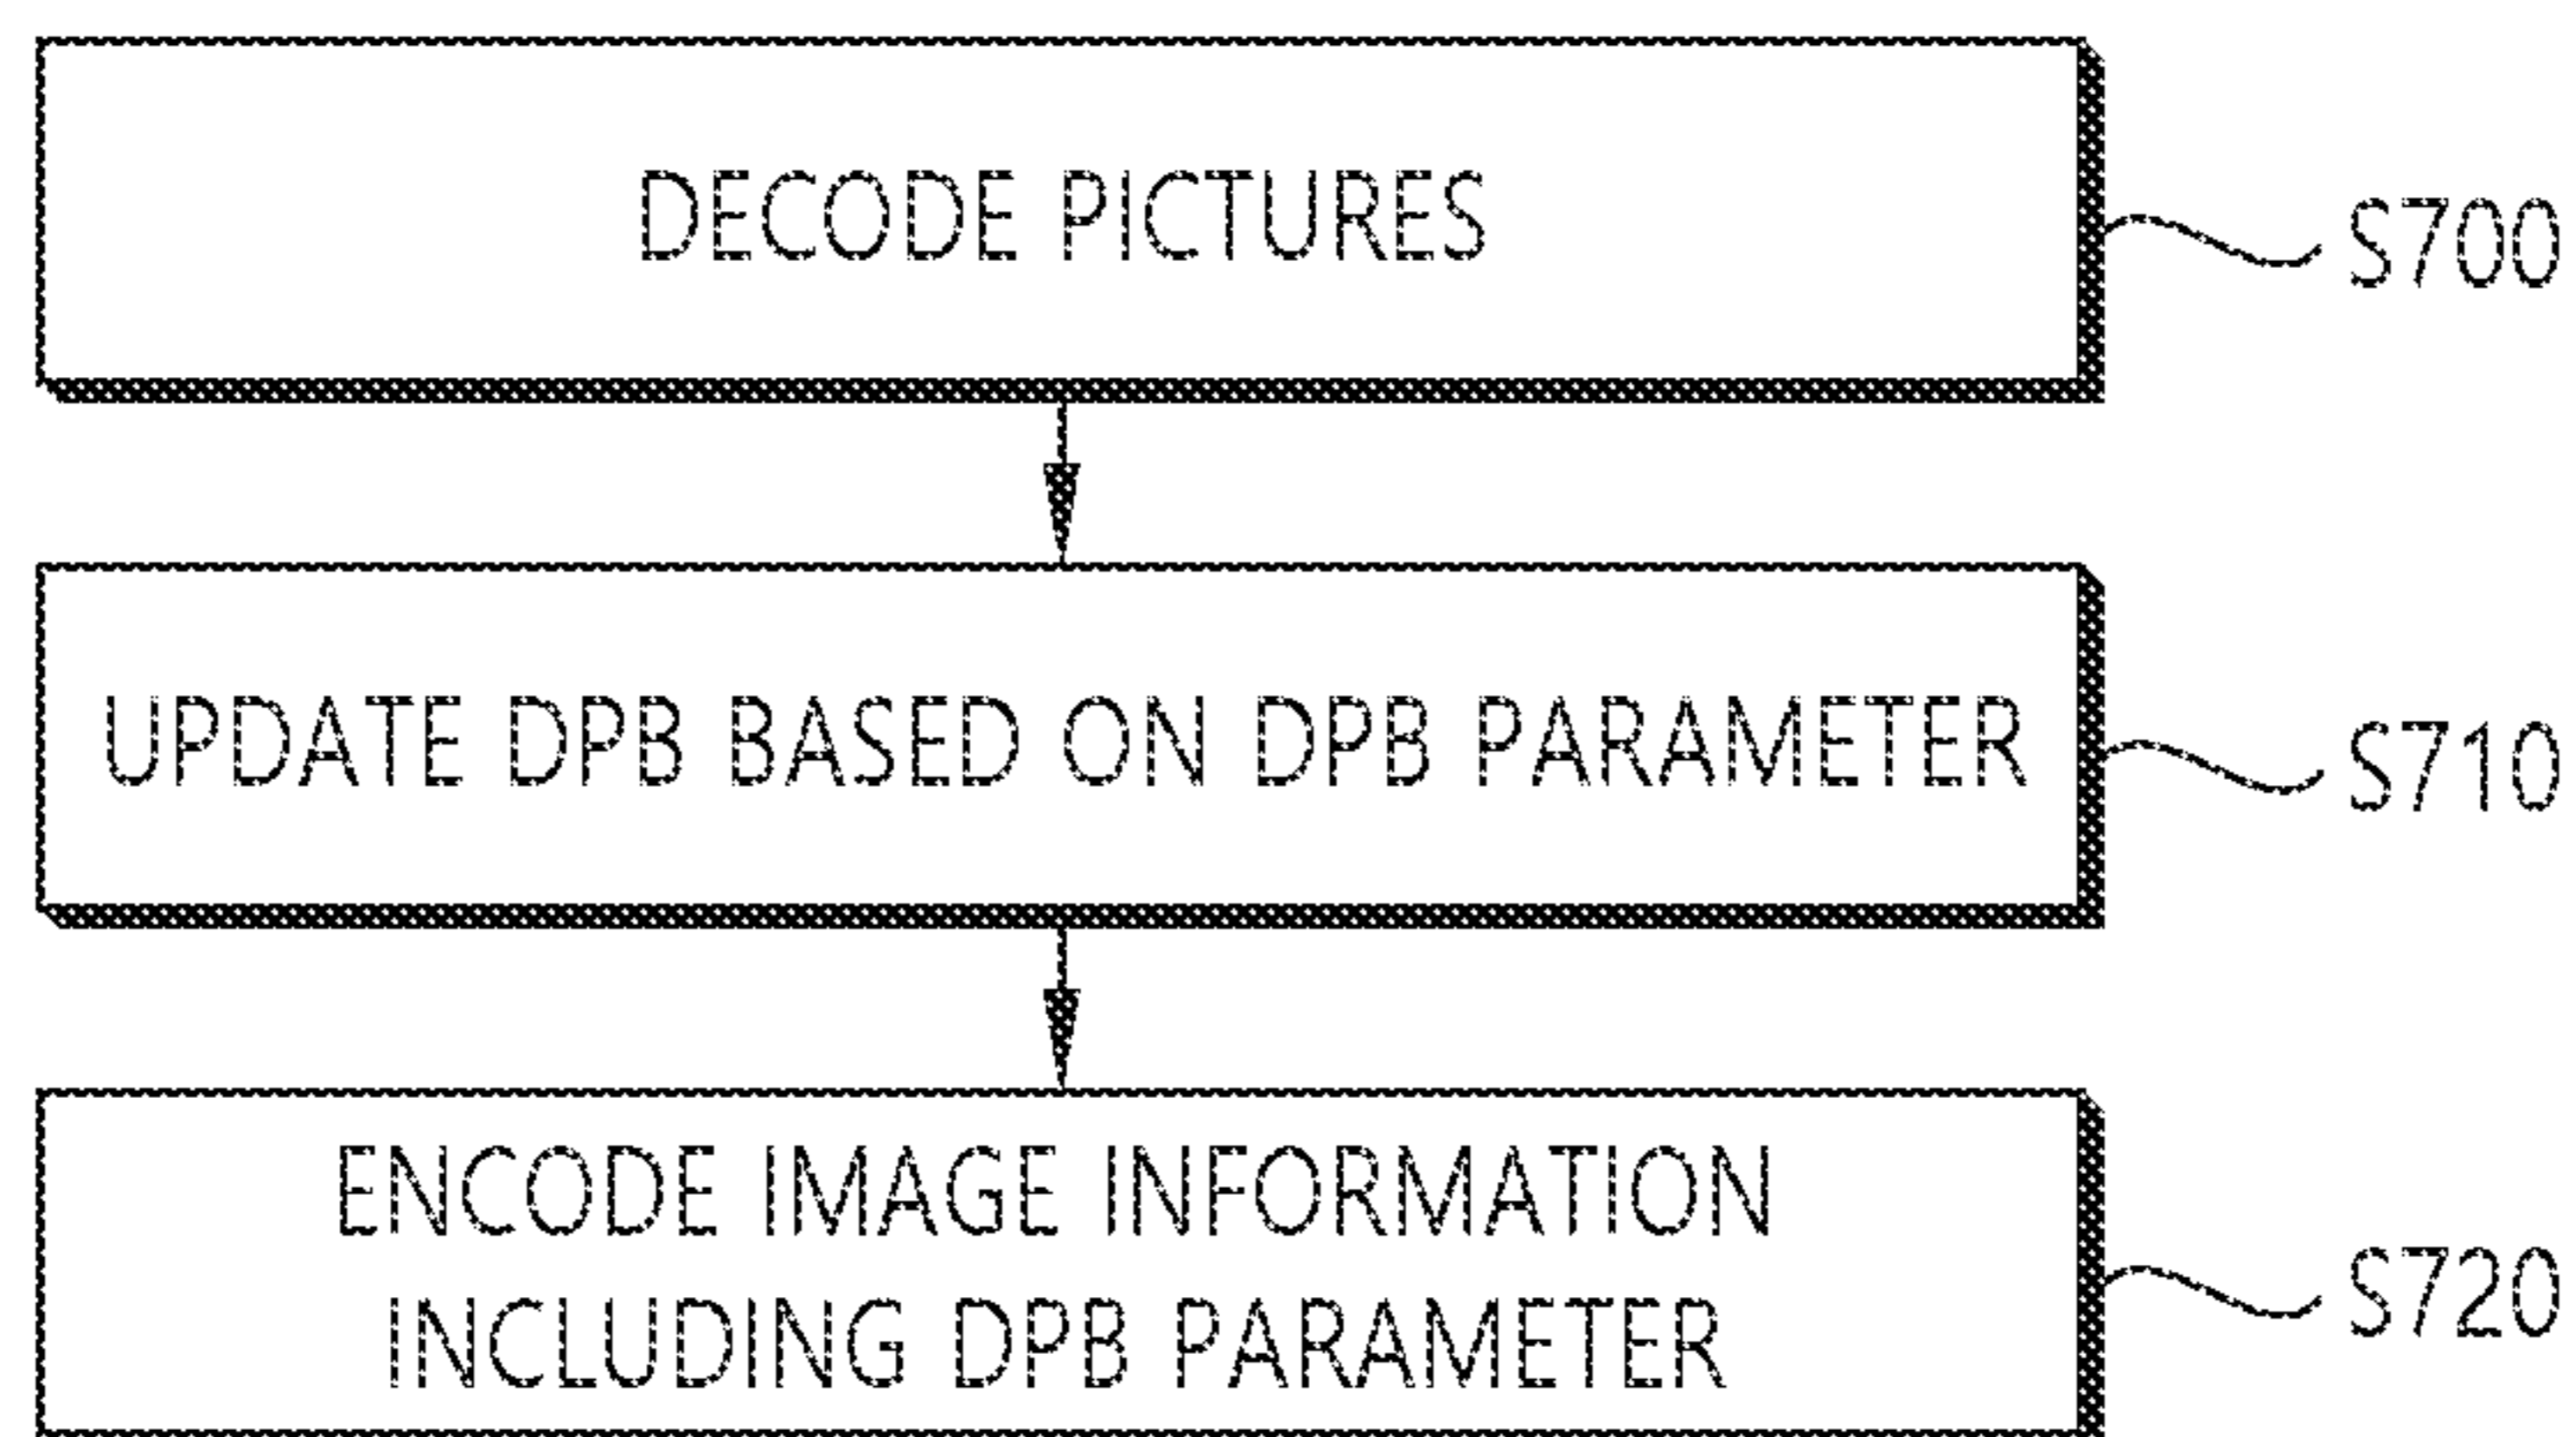 DECODE PICTURES
S700
UPDATE DPB BASED ON DPB PARAMETER
S710
ENCODE IMAGE INFORMATION
INCLUDING DPB PARAMETER
S720